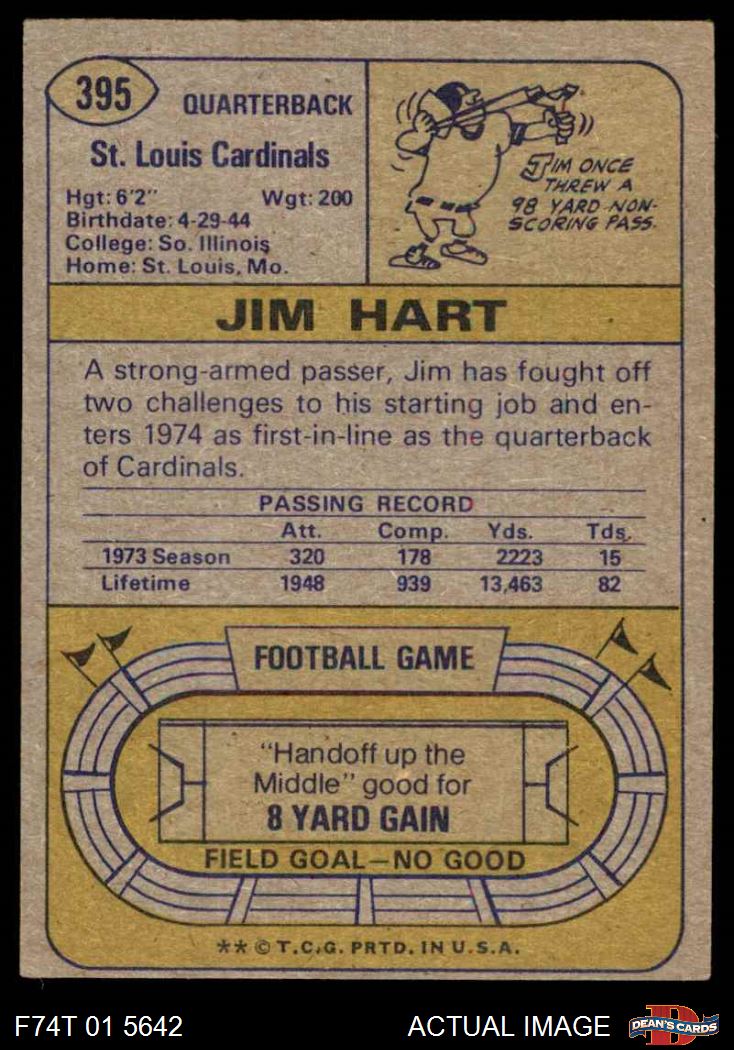 395
QUARTERBACK
St. Louis Cardinals
Hgt: 6'2" Wgt: 200
Birthdate: 4-29-44
College: So. Illinois
Home: St. Louis, Mo.
JIM ONCE
THREW A
98 YARD NON-
SCORING PASS.
JIM HART
A strong-armed passer, Jim has fought off
two challenges to his starting job and en-
ters 1974 as first-in-line as the quarterback
of Cardinals.
PASSING RECORD
Att. Comp. Yds. Tds.
1973 Season 320 178 2223 15
Lifetime 1948 939 13,463 82
FOOTBALL GAME
"Handoff up the
Middle" good for
8 YARD GAIN
FIELD GOAL—NO GOOD
** © T.C.G. PRTD. IN U.S.A.
F74T 01 5642 ACTUAL IMAGE D DEAN'S CARDS